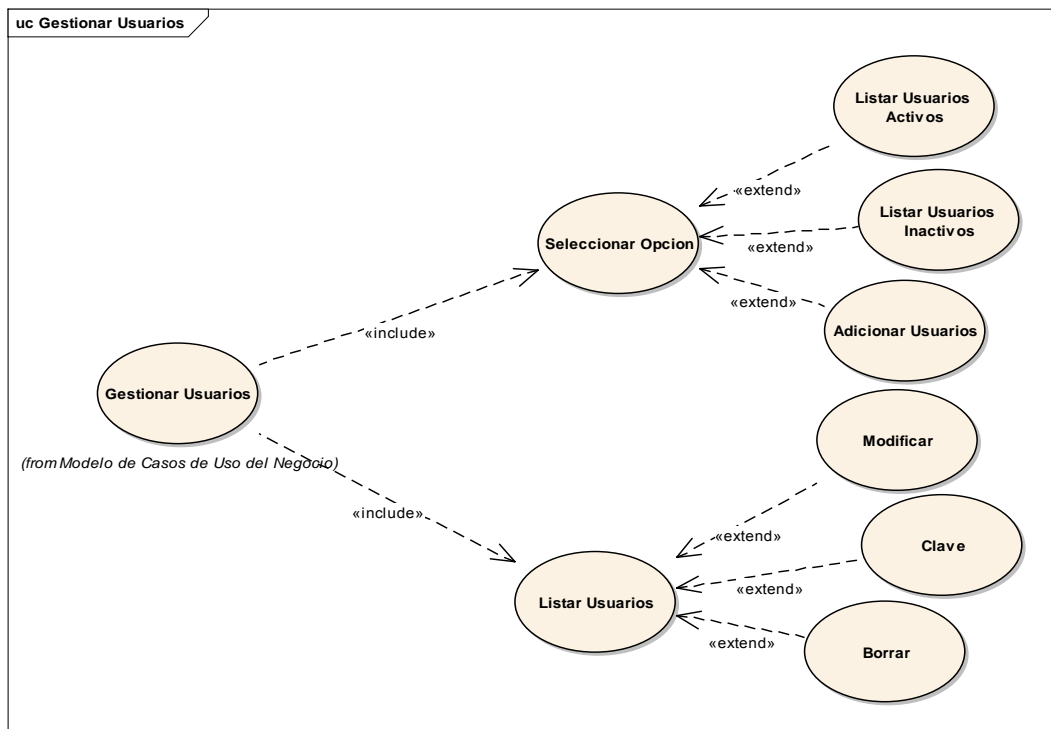 uc Gestionar Usuarios
Listar Usuarios
Activos
«extend»
Listar Usuarios
Inactivos
Seleccionar Opcion
«extend»
«extend»
Adicionar Usuarios
«include»
Gestionar Usuarios
(from Modelo de Casos de Uso del Negocio)
Modificar
«include»
«extend»
Clave
«extend»
Listar Usuarios
«extend»
Borrar